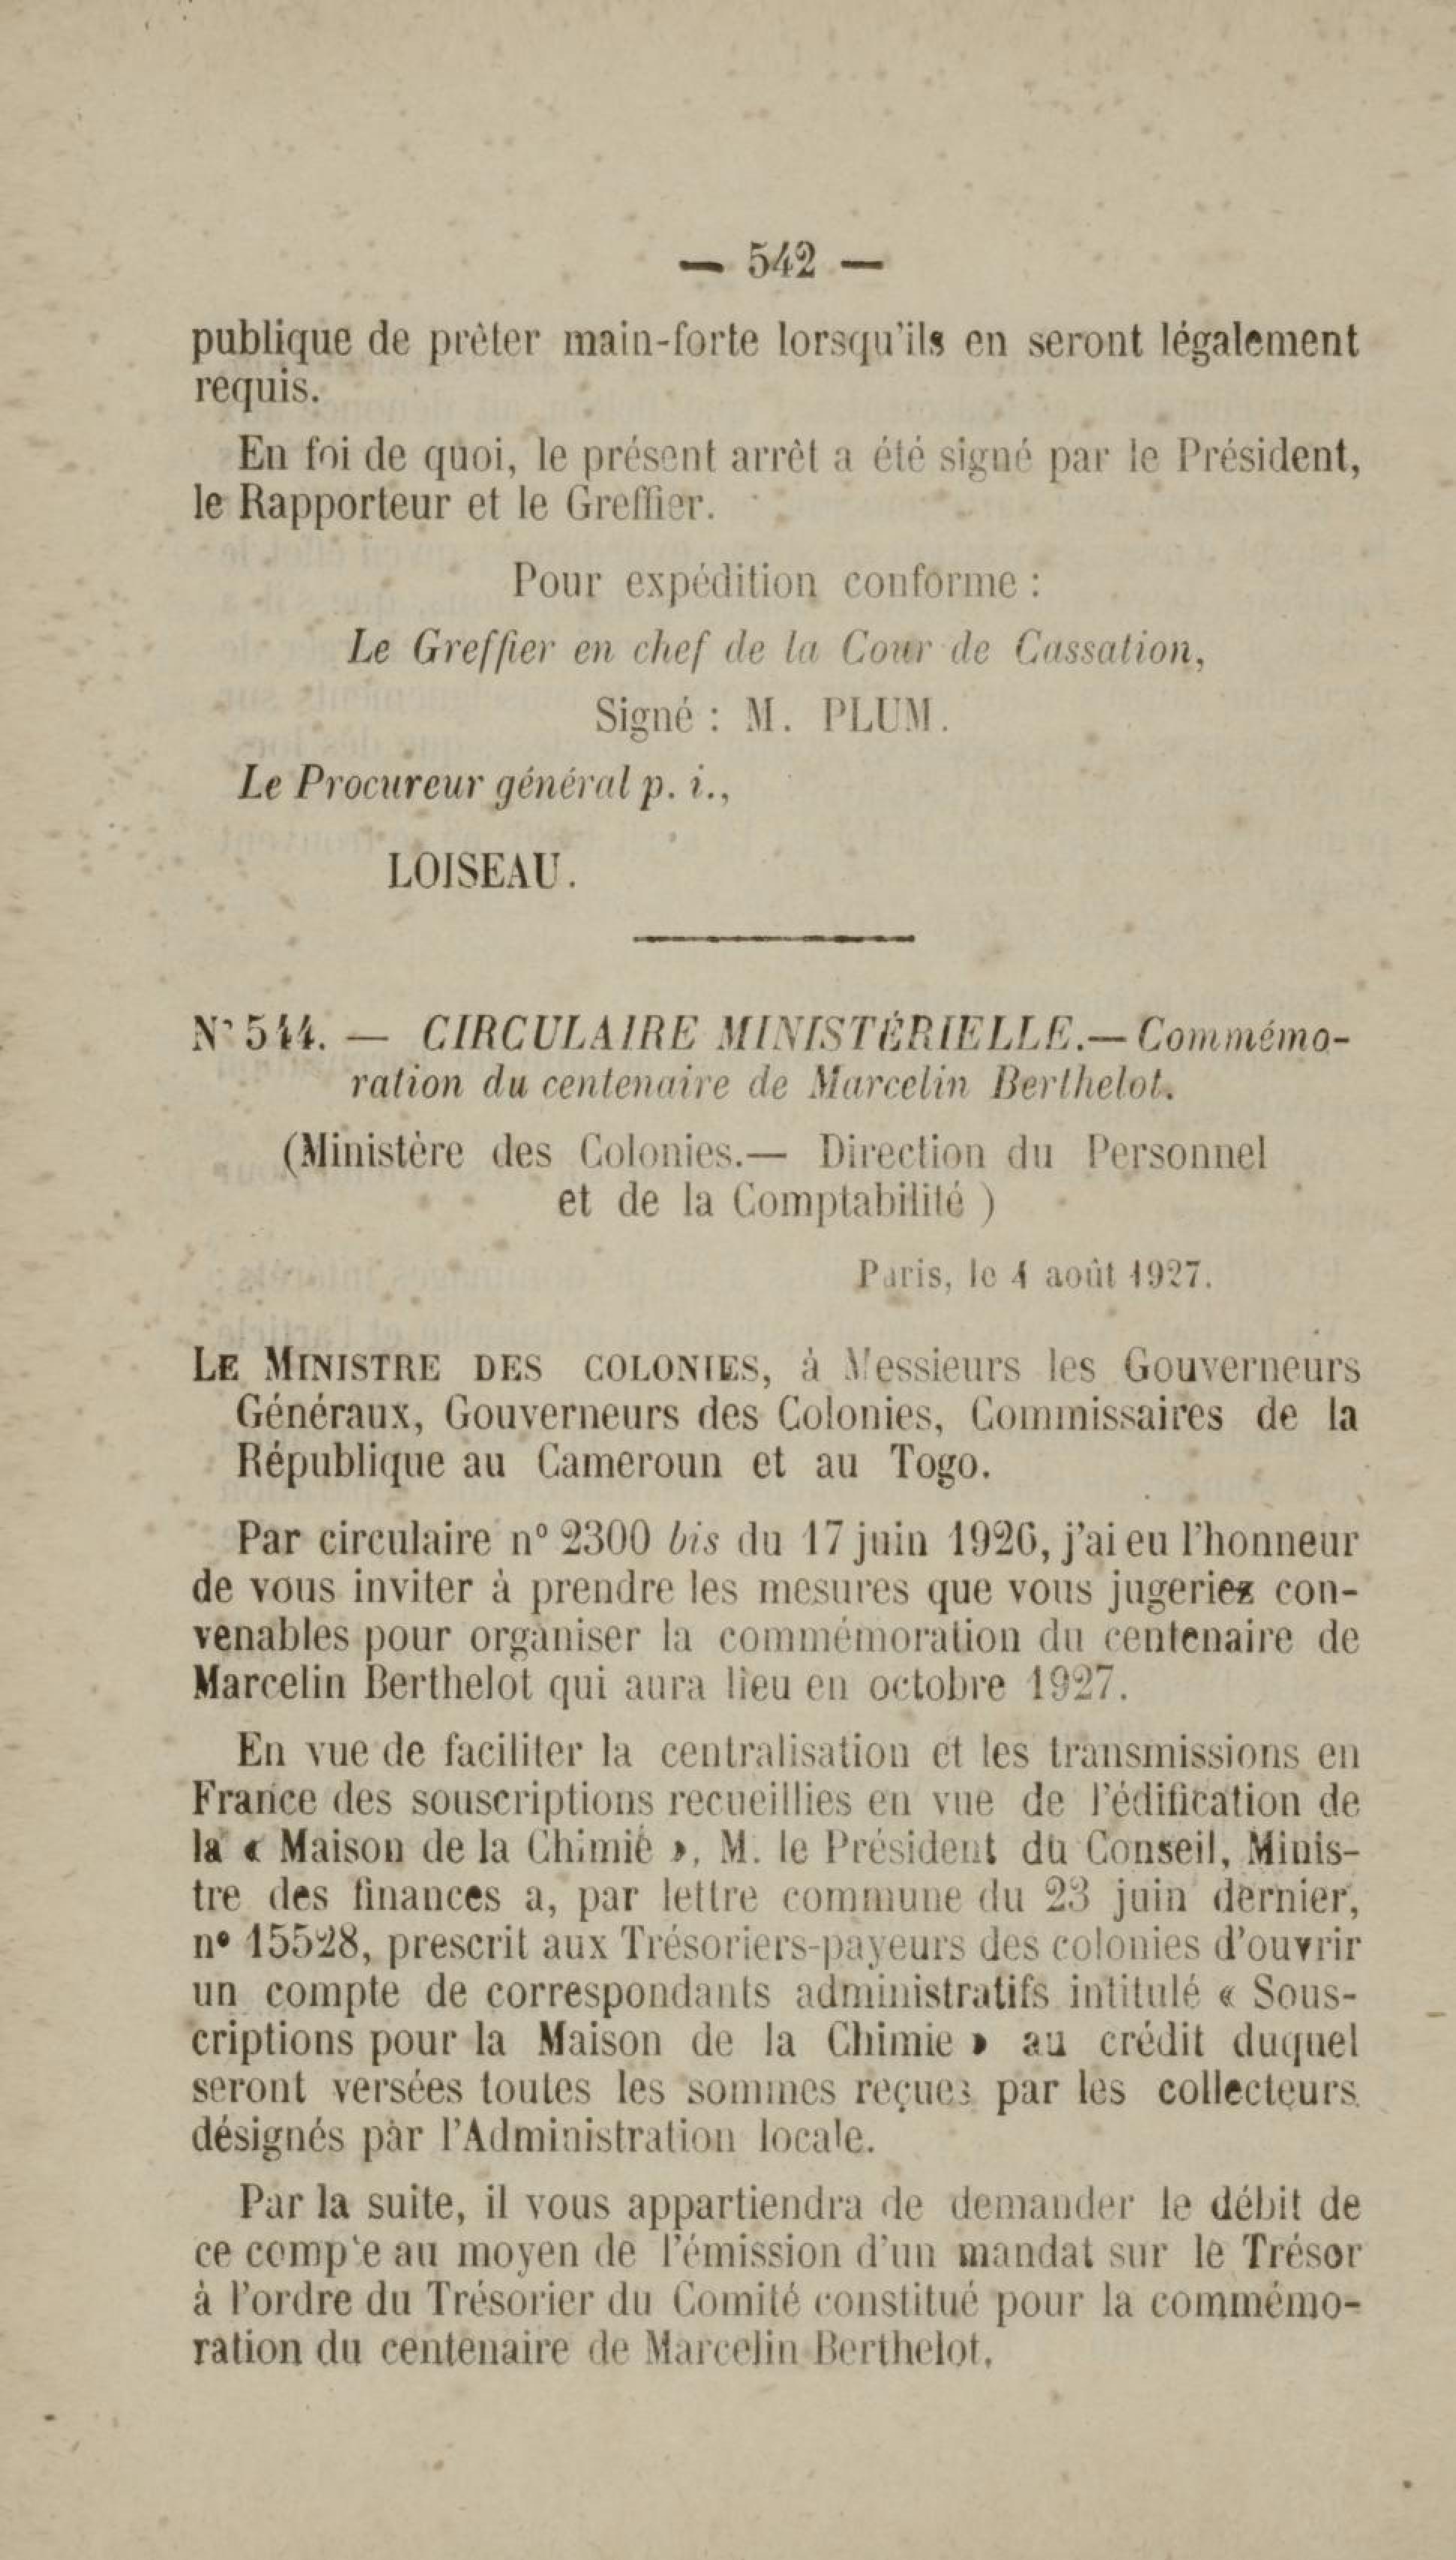 — 542 —
publique de prêter main-forte lorsqu'ils en seront légalement
requis.
En foi de quoi, le présent arrêt a été signé par le Président,
le Rapporteur et le Greffier.
Pour expédition conforme :
Le Greffier en chef de la Cour de Cassation,
Signé : M. PLUM.
Le Procureur général p. i.,
LOISEAU.
N° 544. — CIRCULAIRE MINISTÉRIELLE.— Commémo-
ration du centenaire de Marcelin Berthelot.
(Ministère des Colonies.— Direction du Personnel
et de la Comptabilité )
Paris, le 4 août 1927.
LE MINISTRE DES COLONIES, à Messieurs les Gouverneurs
Généraux, Gouverneurs des Colonies, Commissaires de la
République au Cameroun et au Togo.
Par circulaire n° 2300 bis du 17 juin 1926, j'ai eu l'honneur
de vous inviter à prendre les mesures que vous jugeriez con-
venables pour organiser la commémoration du centenaire de
Marcelin Berthelot qui aura lieu en octobre 1927.
En vue de faciliter la centralisation et les transmissions en
France des souscriptions recueillies en vue de l'édification de
la « Maison de la Chimie », M. le Président du Conseil, Minis-
tre des finances a, par lettre commune du 23 juin dernier,
n° 15528, prescrit aux Trésoriers-payeurs des colonies d'ouvrir
un compte de correspondants administratifs intitulé « Sous-
criptions pour la Maison de la Chimie » au crédit duquel
seront versées toutes les sommes reçues par les collecteurs
désignés par l'Administration locale.
Par la suite, il vous appartiendra de demander le débit de
ce compte au moyen de l'émission d'un mandat sur le Trésor
à l'ordre du Trésorier du Comité constitué pour la commémo-
ration du centenaire de Marcelin Berthelot.